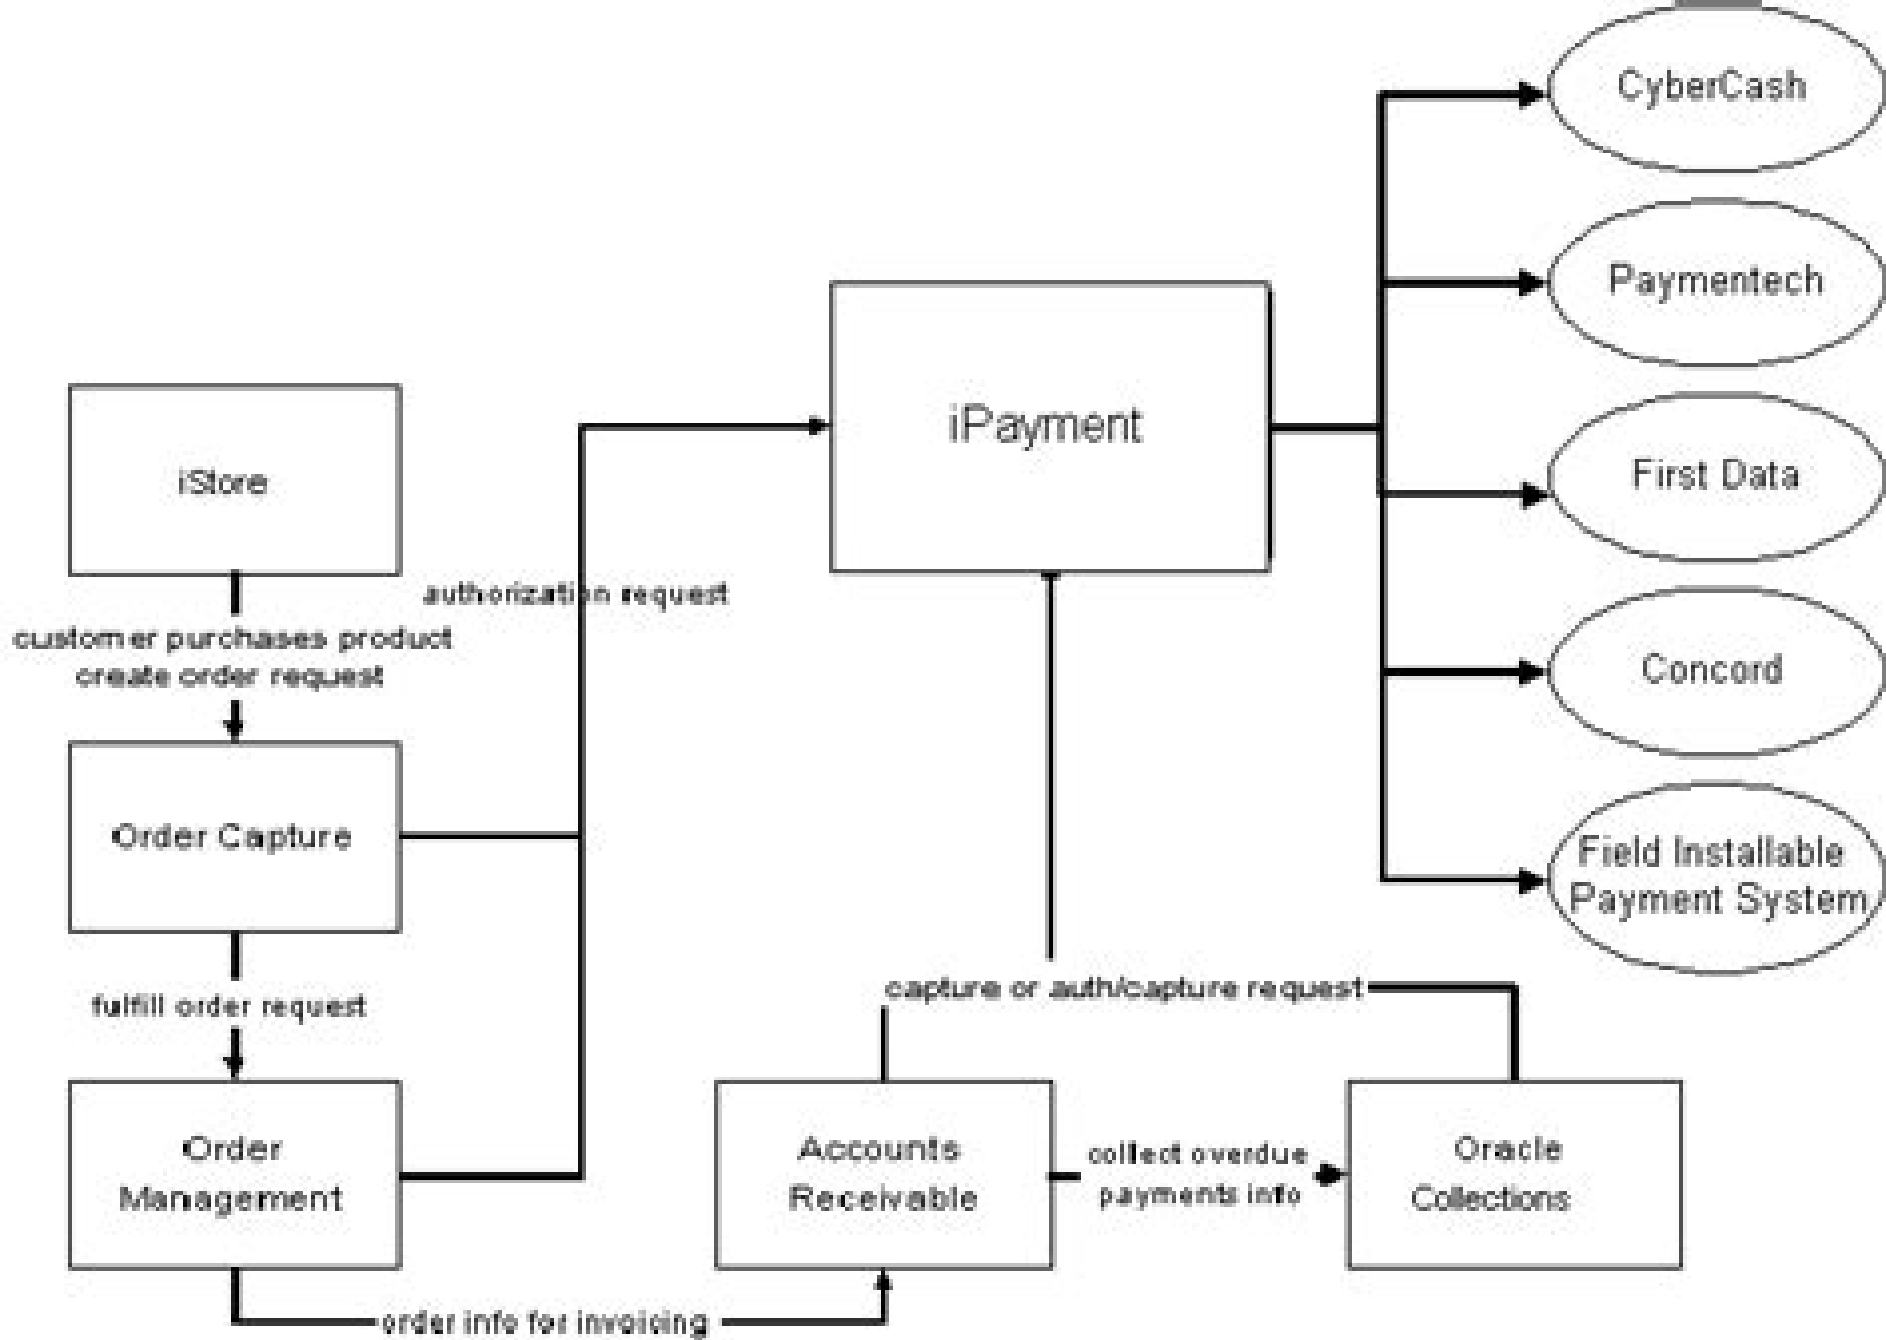 CyberCash
Paymentech
iPayment
First Data
iStore
authorization request
customer purchases product
create order request
Concord
Order Capture
Field Installable
Payment System
fulfill order request
capture or auth/capture request
Order
Management
Accounts
Receivable
collect overdue
payments info
Oracle
Collections
order info for invoicing